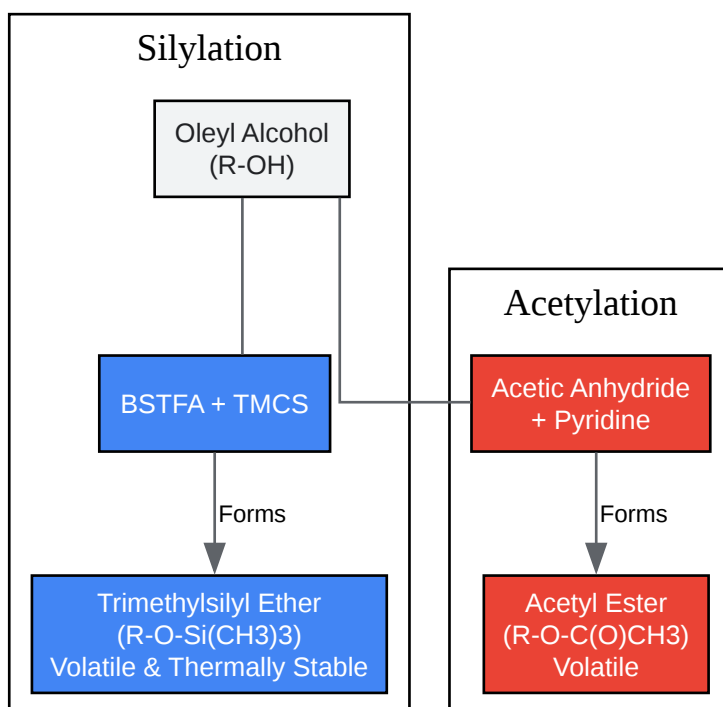 Silylation
Oleyl Alcohol
(R-OH)
BSTFA + TMCS
Forms
Trimethylsilyl Ether
(R-O-Si(CH3)3)
Volatile & Thermally Stable
Acetylation
Acetic Anhydride
+ Pyridine
Forms
Acetyl Ester
(R-O-C(O)CH3)
Volatile